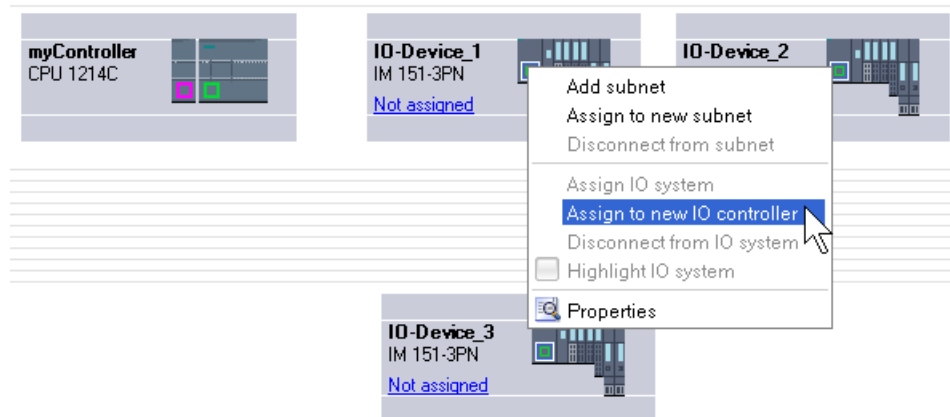 myController
CPU 1214C
IO-Device_1
IM 151-3PN
Not assigned
IO-Device_2
Add subnet
Assign to new subnet
Disconnect from subnet
Assign IO system
Assign to new IO controller
Disconnect from IO system
Highlight IO system
Properties
IO-Device_3
IM 151-3PN
Not assigned